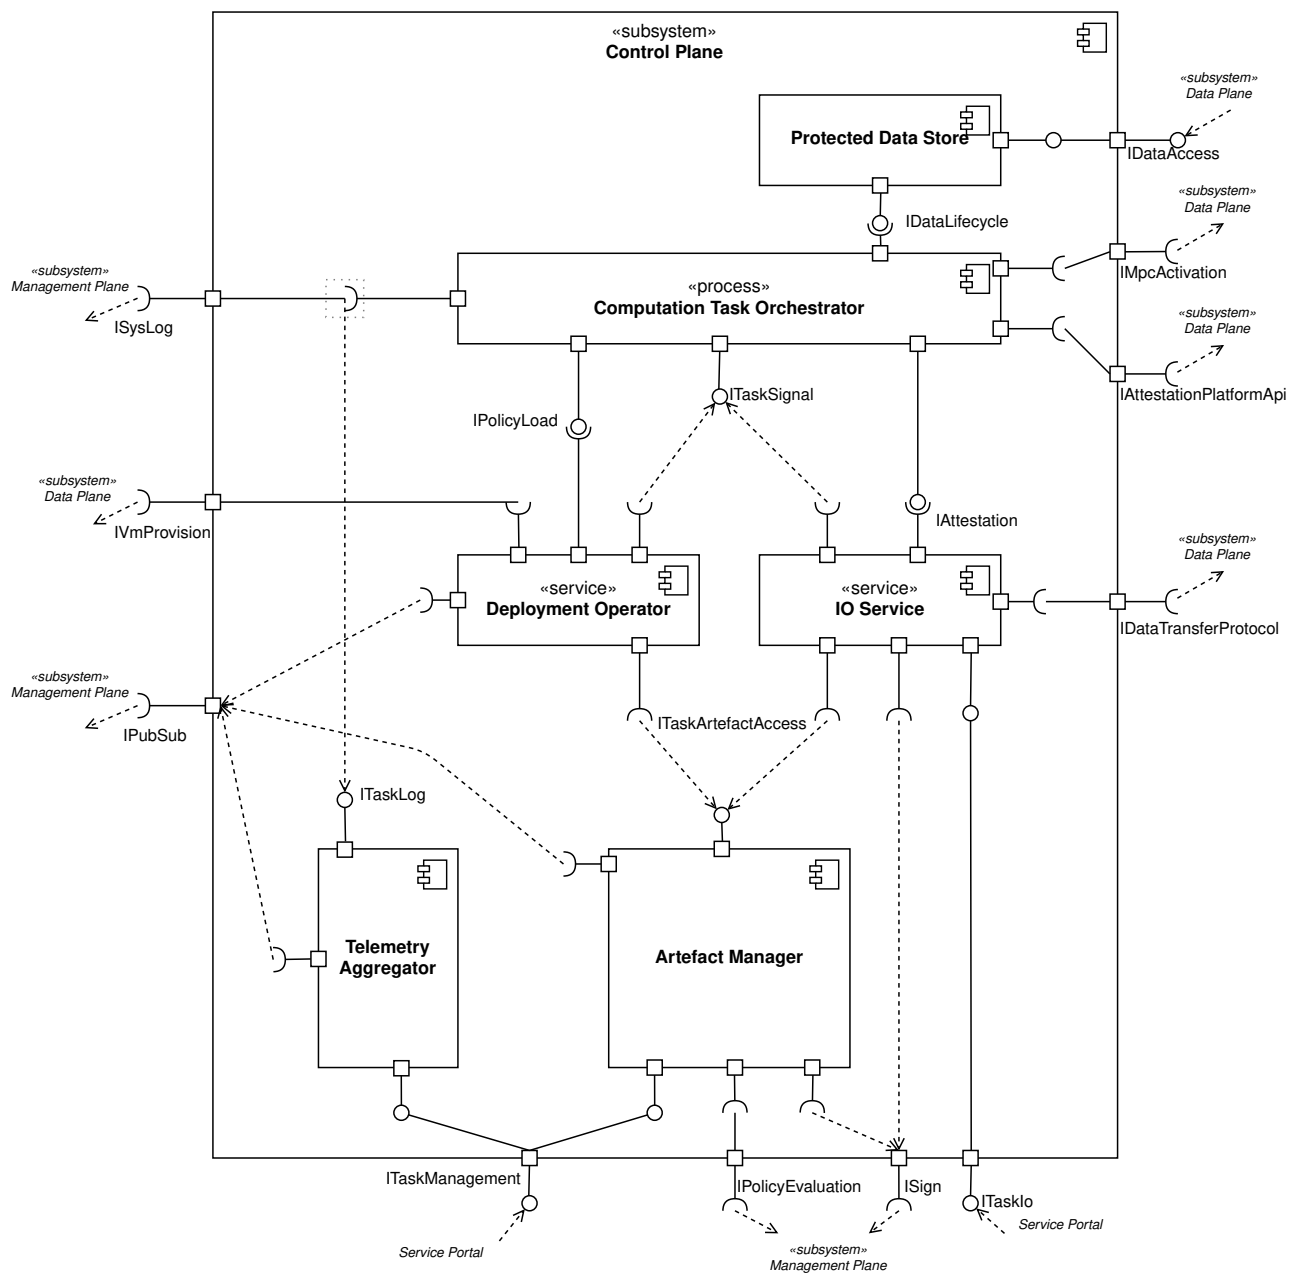 «subsystem»
Control Plane
«subsystem»
Data Plane
Protected Data Store
IDataAccess
«subsystem»
Data Plane
IDataLifecycle
«subsystem»
Management Plane
«process»
Computation Task Orchestrator
IMpcActivation
ISysLog
«subsystem»
Data Plane
IAttestationPlatformApi
ITaskSignal
IPolicyLoad
«subsystem»
Data Plane
IVmProvision
IAttestation
«subsystem»
Data Plane
«service»
Deployment Operator
«service»
IO Service
IDataTransferProtocol
«subsystem»
Management Plane
IPubSub
ITaskArtefactAccess
ITaskLog
Telemetry
Aggregator
Artefact Manager
ITaskManagement
IPolicyEvaluation
ISign
ITaskIo
Service Portal
Service Portal
«subsystem»
Management Plane